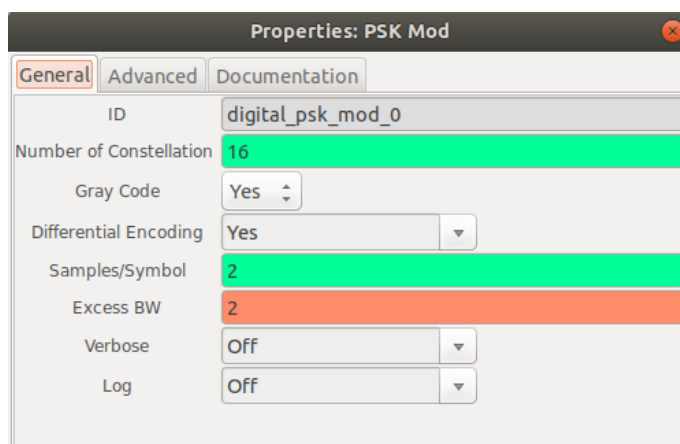 Properties: PSK Mod
General Advanced Documentation
ID digital_psk_mod_0
Number of Constellation 16
Gray Code Yes
Differential Encoding Yes
Samples/Symbol 2
Excess BW 2
Verbose Off
Log Off